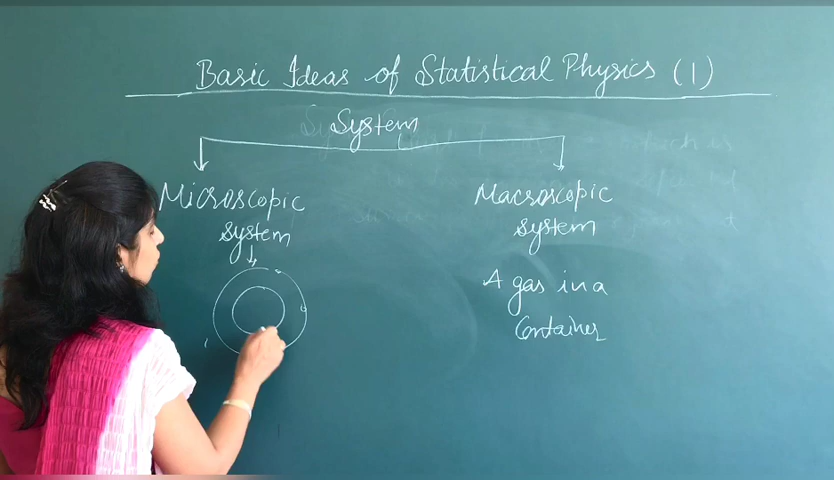 Basic Ideas of Statistical Physics (1)
System
Microscopic
system
Macroscopic
system
A gas in a
Container